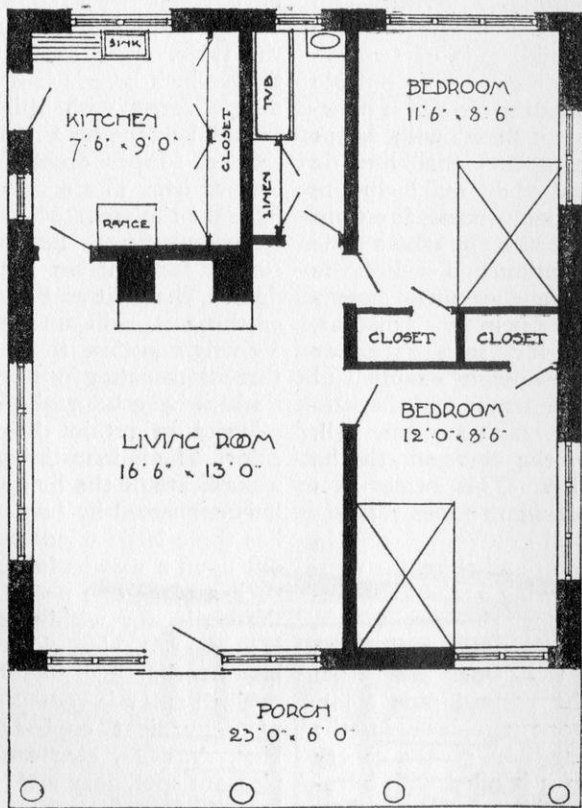 SINK
KITCHEN
7'6" x 9'0"
CLOSET
TUB
LINEN
BEDROOM
11'6" x 8'6"
RANGE
CLOSET
CLOSET
LIVING ROOM
16'6" x 13'0"
BEDROOM
12'0" x 8'6"
PORCH
23'0" x 6'0"